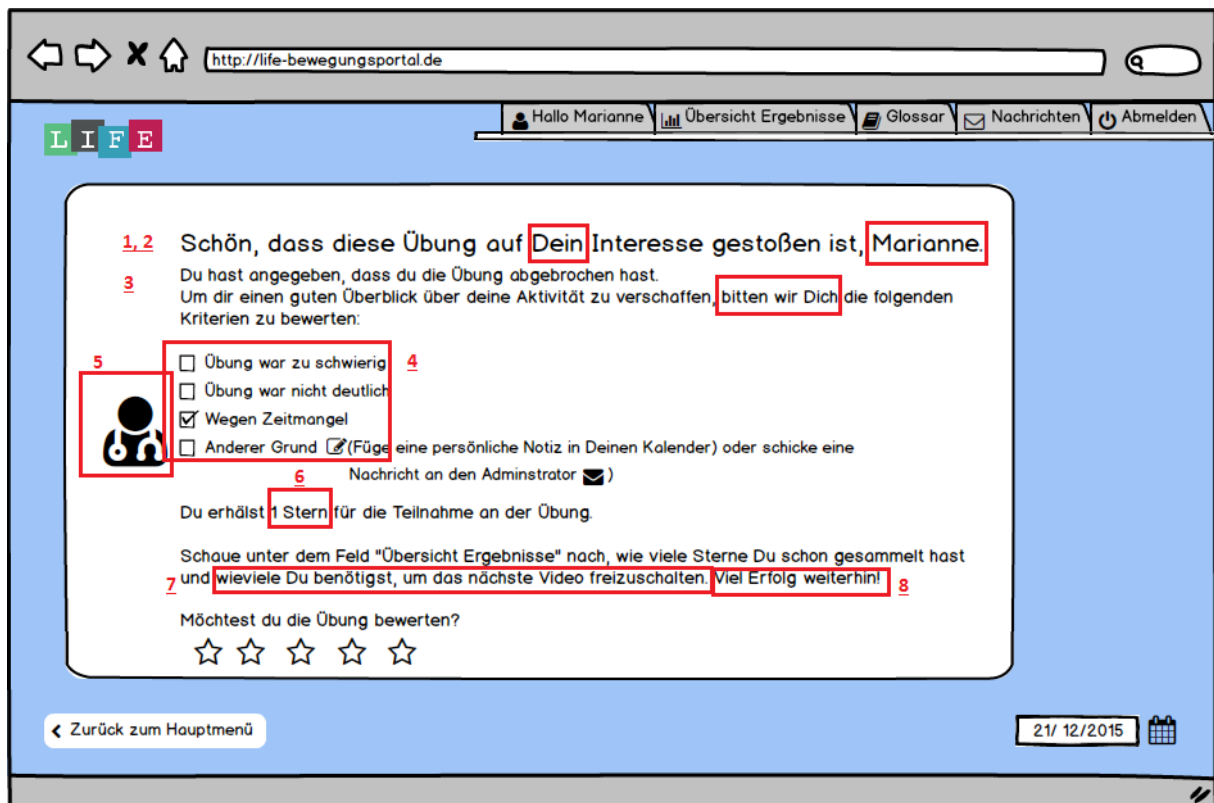 http://life-bewegungsportal.de
Hallo Marianne Übersicht Ergebnisse Glossar Nachrichten Abmelden
LIFE
1, 2 Schön, dass diese Übung auf Dein Interesse gestoßen ist, Marianne.
Du hast angegeben, dass du die Übung abgebrochen hast.
3
Um dir einen guten Überblick über deine Aktivität zu verschaffen, bitten wir Dich die folgenden
Kriterien zu bewerten:
5 Übung war zu schwierig 4
Übung war nicht deutlich
Wegen Zeitmangel
Anderer Grund (Füge eine persönliche Notiz in Deinen Kalender) oder schicke eine
6 Nachricht an den Adminstrator )
Du erhälst 1 Stern für die Teilnahme an der Übung.
Schaue unter dem Feld "Übersicht Ergebnisse" nach, wie viele Sterne Du schon gesammelt hast
7 und wieviele Du benötigst, um das nächste Video freizuschalten. Viel Erfolg weiterhin! 8
Möchtest du die Übung bewerten?
Zurück zum Hauptmenü
21/ 12/2015